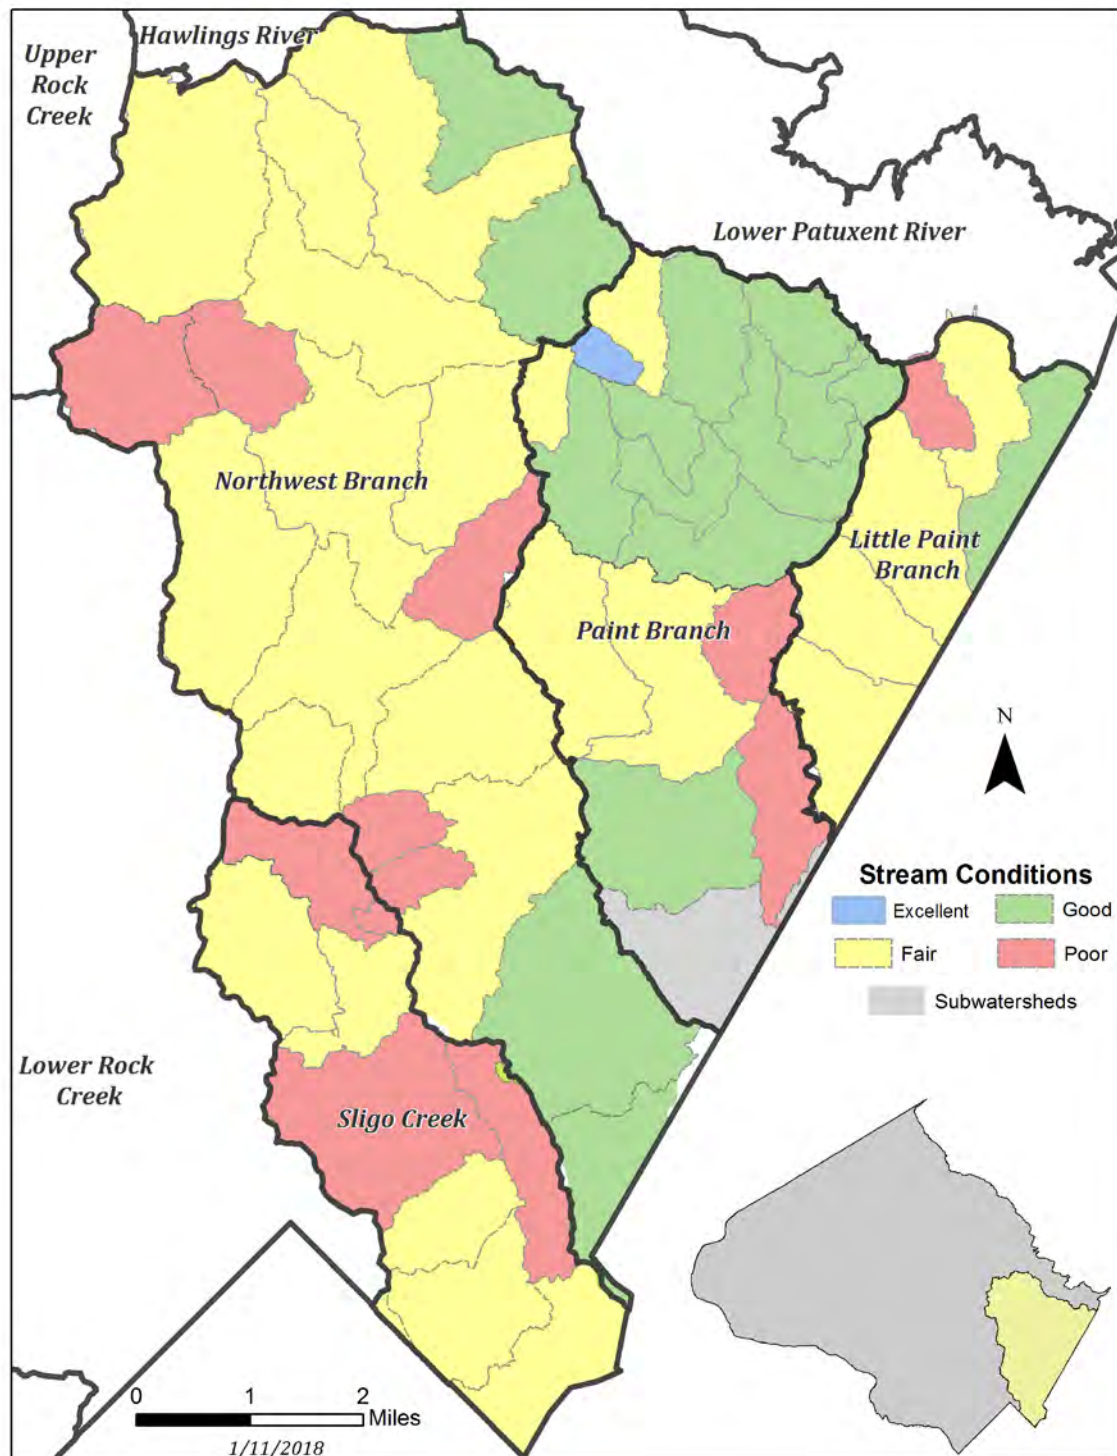 Hawlings River
Upper
Rock
Creek
Lower Patuxent River
Northwest Branch
Little Paint
Branch
Paint Branch
N
Stream Conditions
Excellent
Good
Fair
Poor
Subwatersheds
Lower Rock
Creek
Sligo Creek
0 1 2
Miles
1/11/2018